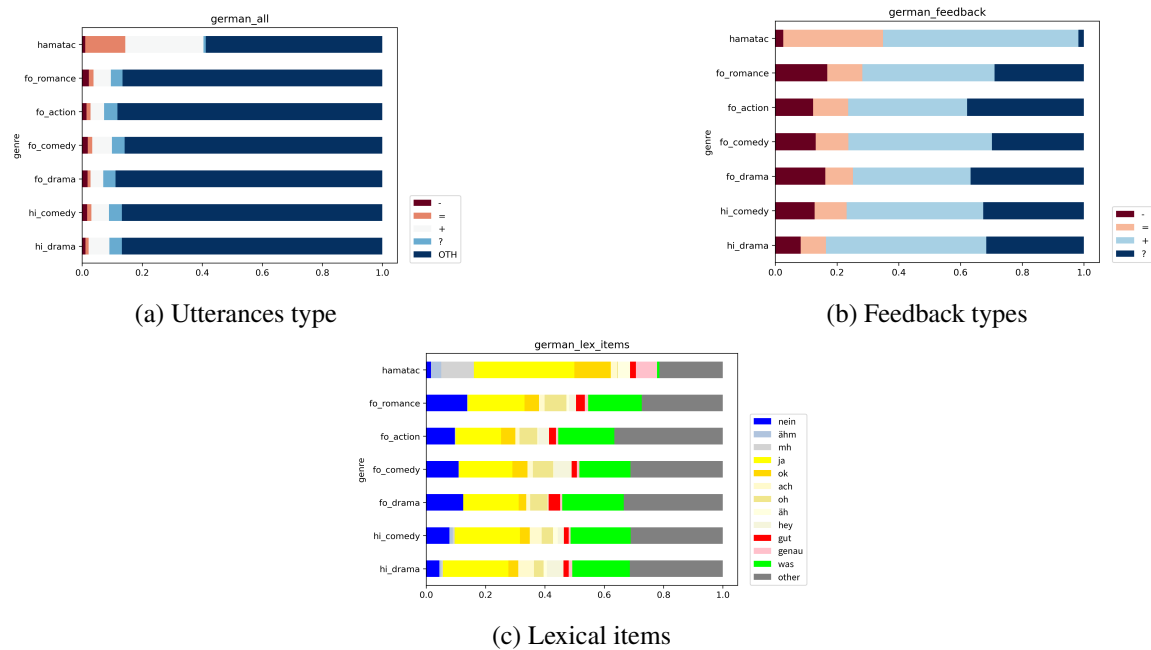 german_all
genre
hamatac
fo_romance
fo_action
fo_comedy
fo_drama
hi_comedy
hi_drama
0.0 0.2 0.4 0.6 0.8 1.0
-
=
+
?
OTH
(a) Utterances type
german_feedback
genre
hamatac
fo_romance
fo_action
fo_comedy
fo_drama
hi_comedy
hi_drama
0.0 0.2 0.4 0.6 0.8 1.0
-
=
+
?
(b) Feedback types
german_lex_items
genre
hamatac
fo_romance
fo_action
fo_comedy
fo_drama
hi_comedy
hi_drama
0.0 0.2 0.4 0.6 0.8 1.0
nein
ähm
mh
ja
ok
ach
oh
äh
hey
gut
genau
was
other
(c) Lexical items